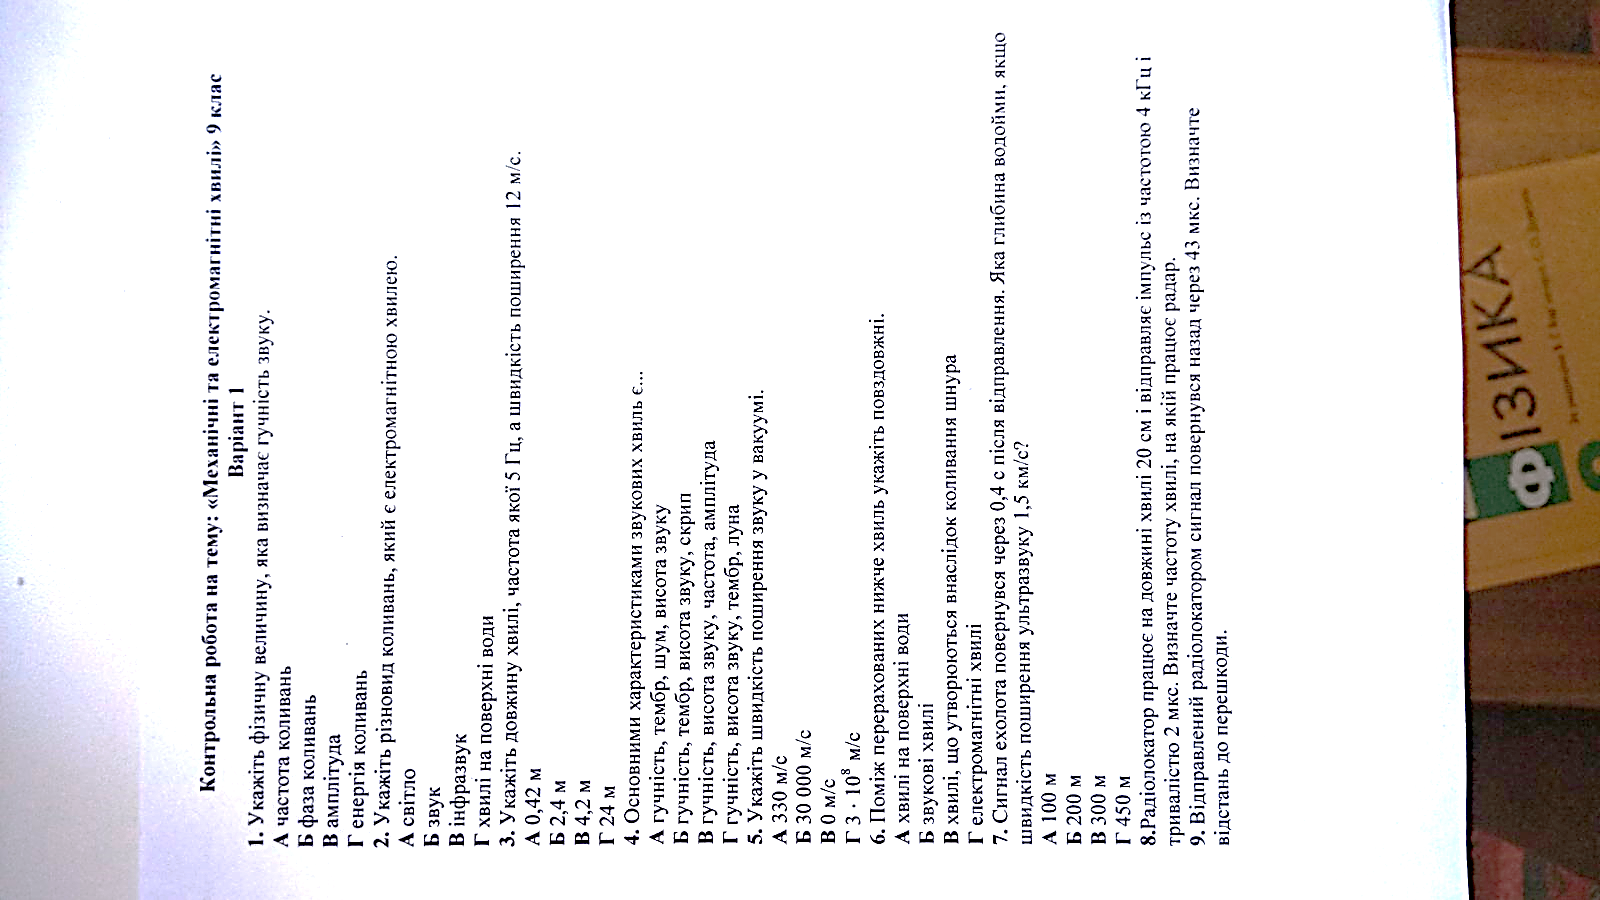 Контрольна робота на тему: «Механічні та електромагнітні хвилі» 9 клас
Варіант 1
1. Укажіть фізичну величину, яка визначає гучність звуку.
А частота коливань
Б фаза коливань
В амплітуда
Г енергія коливань
2. Укажіть різновид коливань, який є електромагнітною хвилею.
А світло
Б звук
В інфразвук
Г хвилі на поверхні води
3. Укажіть довжину хвилі, частота якої 5 Гц, а швидкість поширення 12 м/с.
А 0,42 м
Б 2,4 м
В 4,2 м
Г 24 м
4. Основними характеристиками звукових хвиль є...
А гучність, тембр, шум, висота звуку
Б гучність, тембр, висота звуку, скрип
В гучність, висота звуку, частота, амплітуда
Г гучність, висота звуку, тембр, луна
5. Укажіть швидкість поширення звуку у вакуумі.
А 330 м/с
Б 30 000 м/с
В 0 м/с
Г 3 · 10⁸ м/с
6. Поміж перерахованих нижче хвиль укажіть повздовжні.
А хвилі на поверхні води
Б звукові хвилі
В хвилі, що утворюються внаслідок коливання шнура
Г електромагнітні хвилі
7. Сигнал ехолота повернувся через 0,4 с після відправлення. Яка глибина водойми, якщо
швидкість поширення ультразвуку 1,5 км/с?
А 100 м
Б 200 м
В 300 м
Г 450 м
8.Радіолокатор працює на довжині хвилі 20 см і відправляє імпульс із частотою 4 кГц і
тривалістю 2 мкс. Визначте частоту хвилі, на якій працює радар.
9. Відправлений радіолокатором сигнал повернувся назад через 43 мкс. Визначте
відстань до перешкоди.
ФІЗИКА